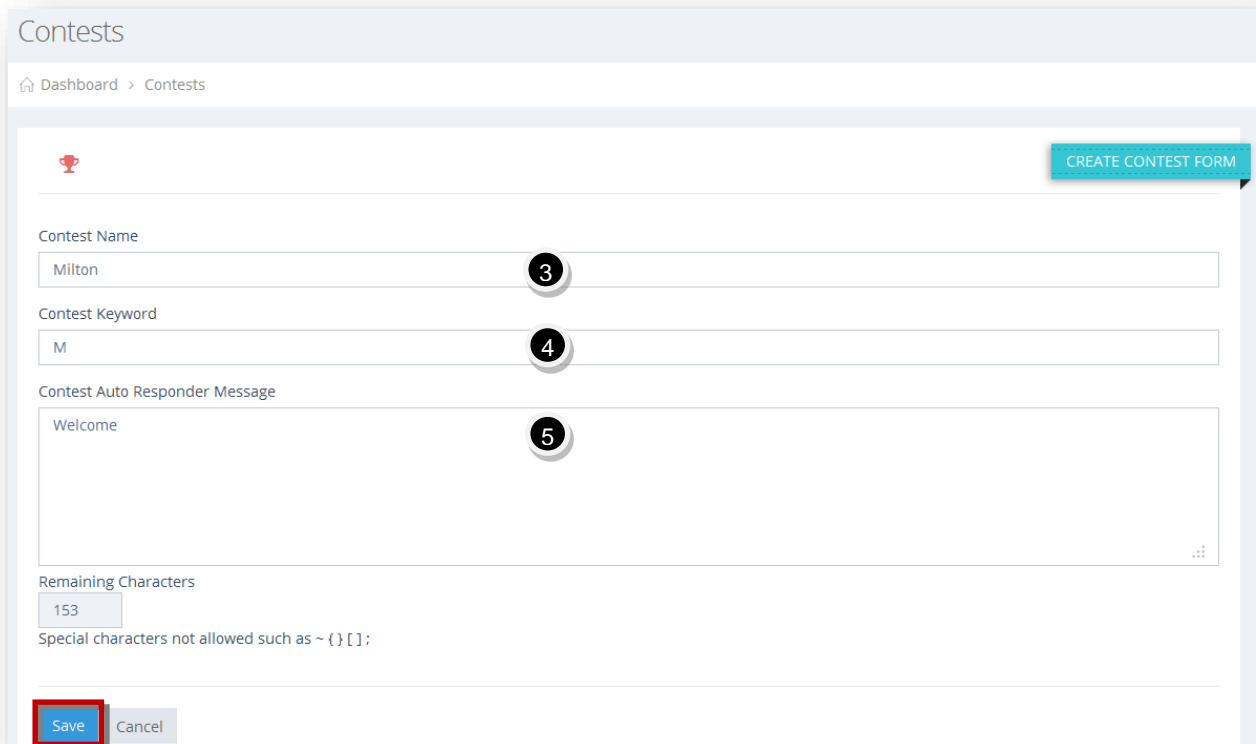 Contests
Dashboard > Contests
CREATE CONTEST FORM
Contest Name
Milton
3
Contest Keyword
M
4
Contest Auto Responder Message
Welcome
5
Remaining Characters
153
Special characters not allowed such as ~ { } [ ] ;
Save Cancel